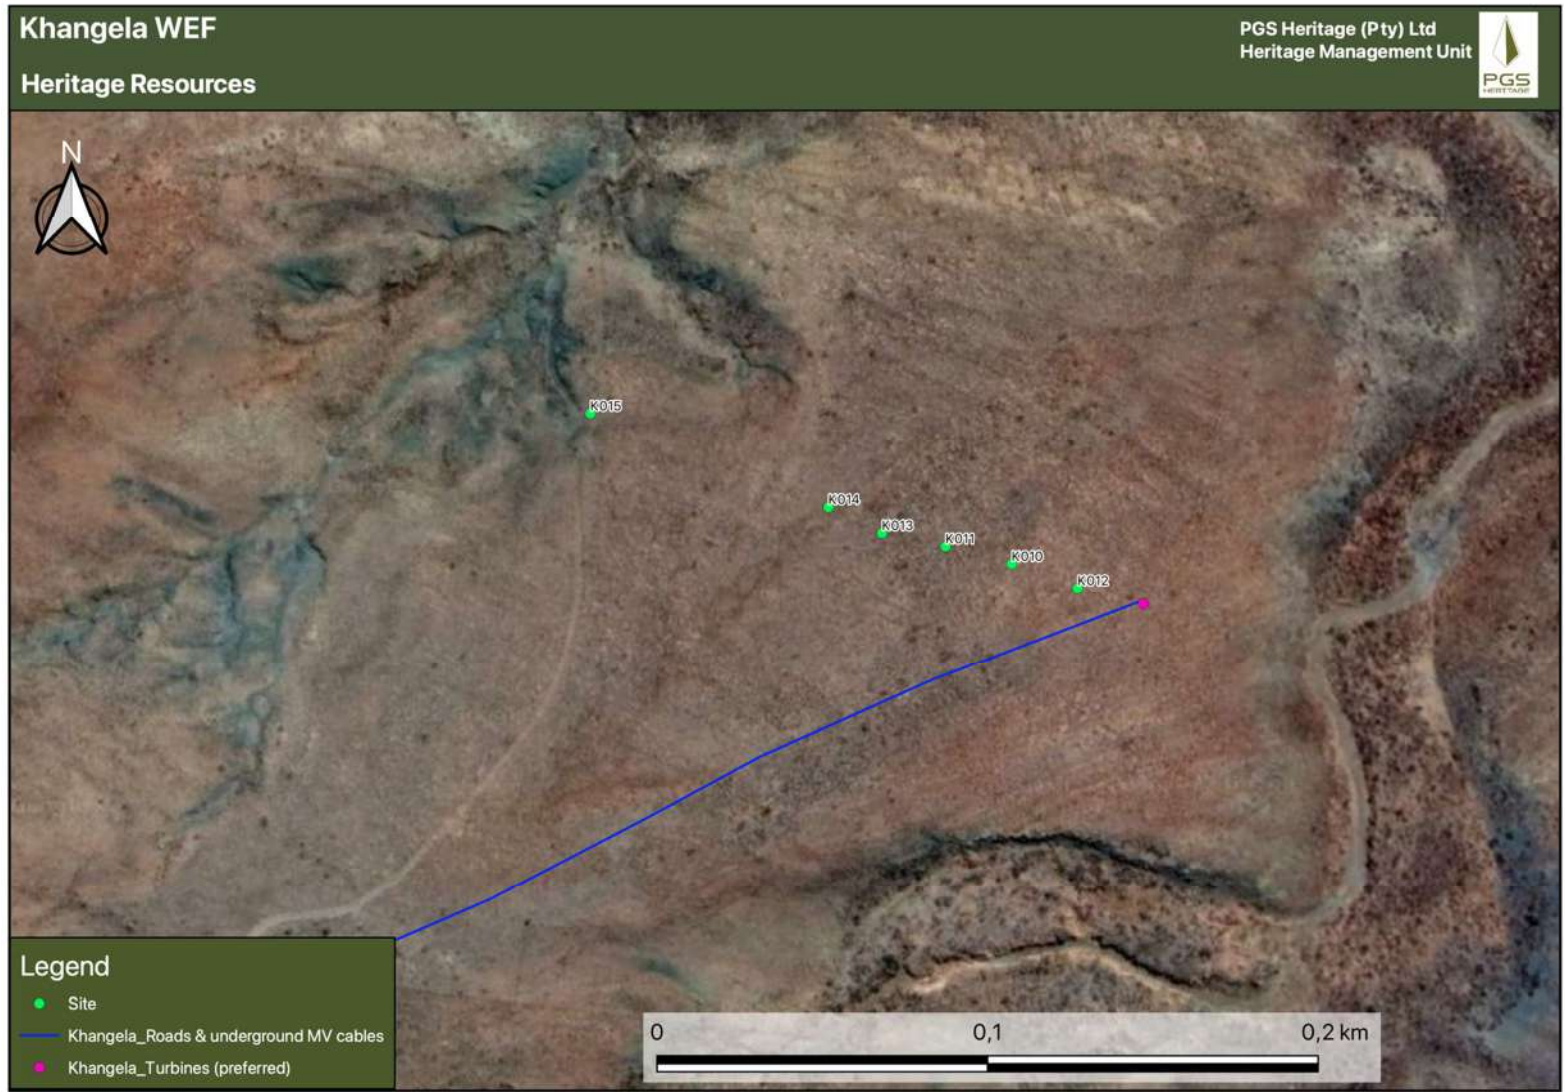 Khangela WEF
Heritage Resources
PGS Heritage (Pty) Ltd
Heritage Management Unit
PGS
HERITAGE
N
K015
K014
K013
K011
K010
K012
Legend
Site
Khangela_Roads & underground MV cables
Khangela_Turbines (preferred)
0
0,1
0,2 km